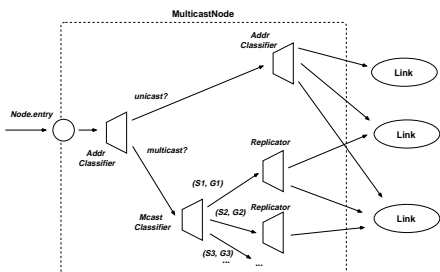 MulticastNode
Addr
Classifier
Link
unicast?
Node.entry
Addr
Classifier
multicast?
Replicator
Link
(S1, G1)
Mcast
Classifier
(S2, G2)
Replicator
Link
(S3, G3)
...
...